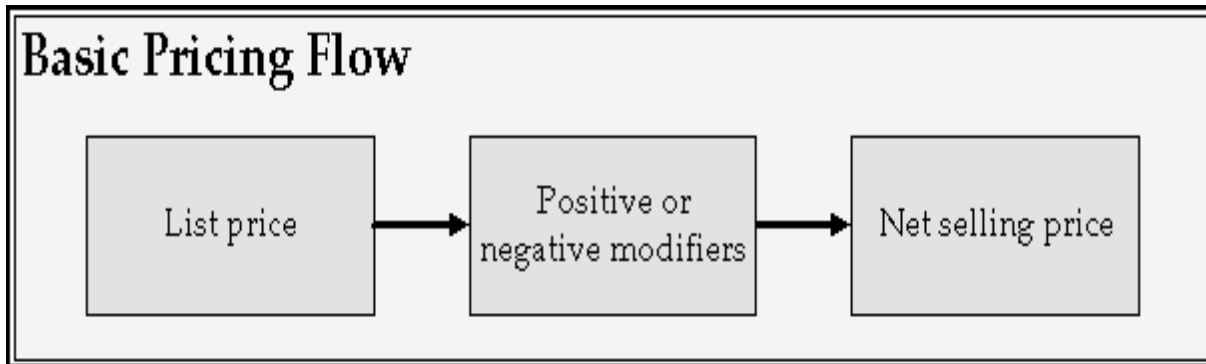 Basic Pricing Flow
List price
Positive or
negative modifiers
Net selling price